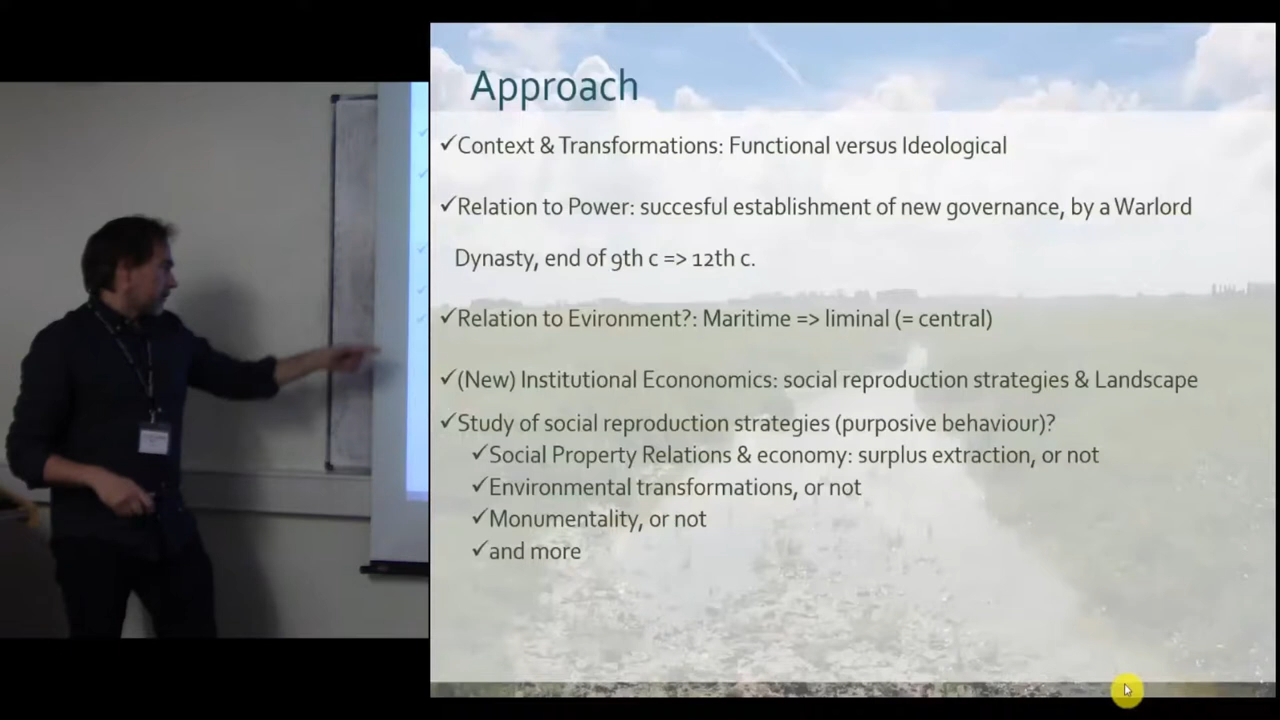 Approach
✓Context & Transformations: Functional versus Ideological
✓Relation to Power: succesful establishment of new governance, by a Warlord
Dynasty, end of 9th c => 12th c.
✓Relation to Evironment?: Maritime => liminal (= central)
✓(New) Institutional Econonomics: social reproduction strategies & Landscape
✓Study of social reproduction strategies (purposive behaviour)?
✓Social Property Relations & economy: surplus extraction, or not
✓Environmental transformations, or not
✓Monumentality, or not
✓and more